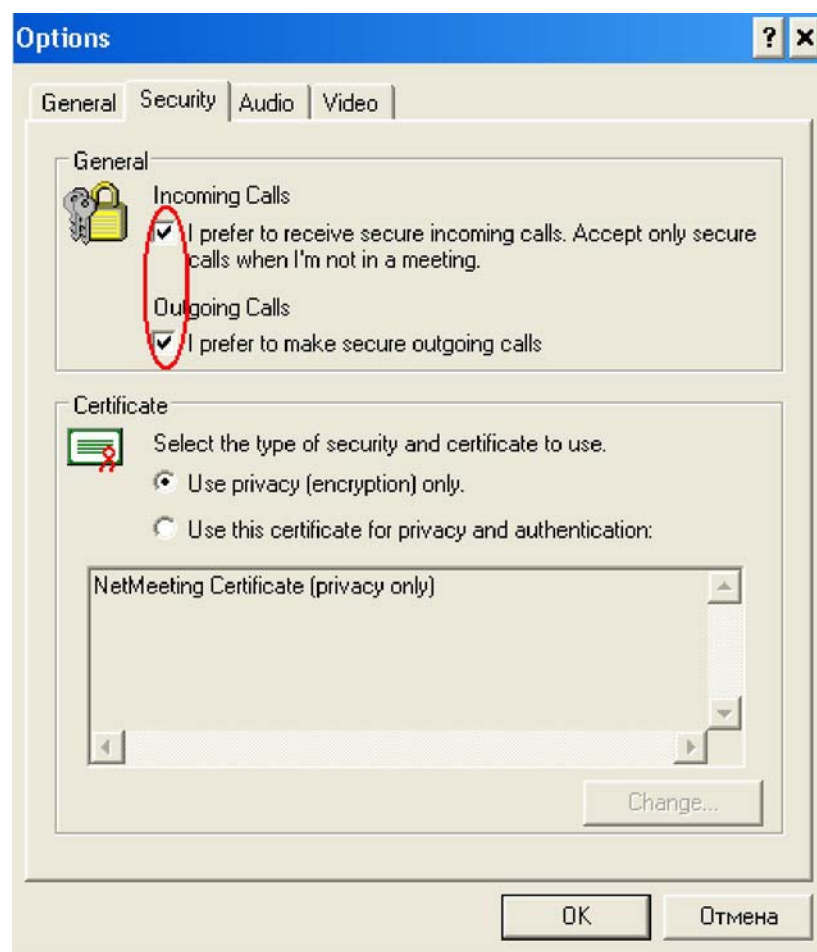 Options
General Security Audio Video
General
Incoming Calls
I prefer to receive secure incoming calls. Accept only secure
calls when I'm not in a meeting.
Outgoing Calls
I prefer to make secure outgoing calls
Certificate
Select the type of security and certificate to use.
Use privacy (encryption) only.
Use this certificate for privacy and authentication:
NetMeeting Certificate (privacy only)
Change...
OK Отмена